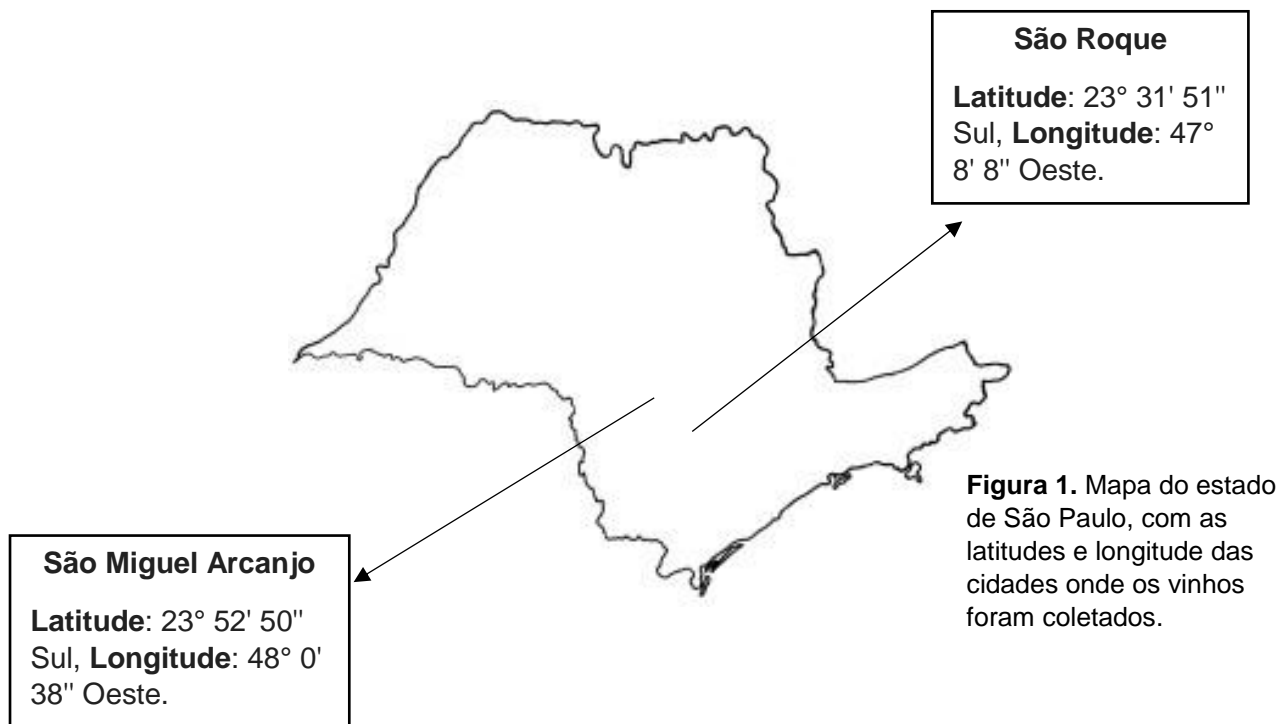 São Roque
Latitude: 23° 31' 51"
Sul, Longitude: 47°
8' 8" Oeste.
Figura 1. Mapa do estado
de São Paulo, com as
latitudes e longitude das
cidades onde os vinhos
foram coletados.
São Miguel Arcanjo
Latitude: 23° 52' 50"
Sul, Longitude: 48° 0'
38" Oeste.